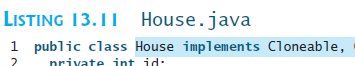 LISTING 13.11 House.java
1 public class House implements Cloneable,
2 private int id;